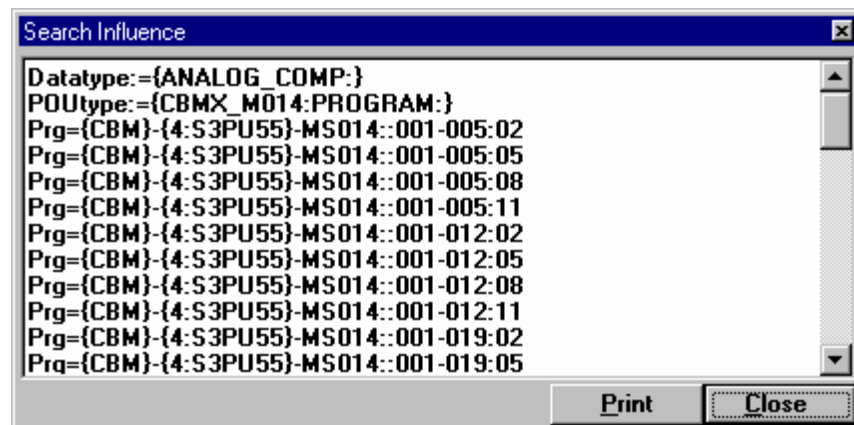 Search Influence
Datatype:={ANALOG_COMP:}
POUtype:={CBMX_M014:PROGRAM:}
Prg={CBM}-{4:S3PU55}-MS014::001-005:02
Prg={CBM}-{4:S3PU55}-MS014::001-005:05
Prg={CBM}-{4:S3PU55}-MS014::001-005:08
Prg={CBM}-{4:S3PU55}-MS014::001-005:11
Prg={CBM}-{4:S3PU55}-MS014::001-012:02
Prg={CBM}-{4:S3PU55}-MS014::001-012:05
Prg={CBM}-{4:S3PU55}-MS014::001-012:08
Prg={CBM}-{4:S3PU55}-MS014::001-012:11
Prg={CBM}-{4:S3PU55}-MS014::001-019:02
Prg={CBM}-{4:S3PU55}-MS014::001-019:05
Print Close